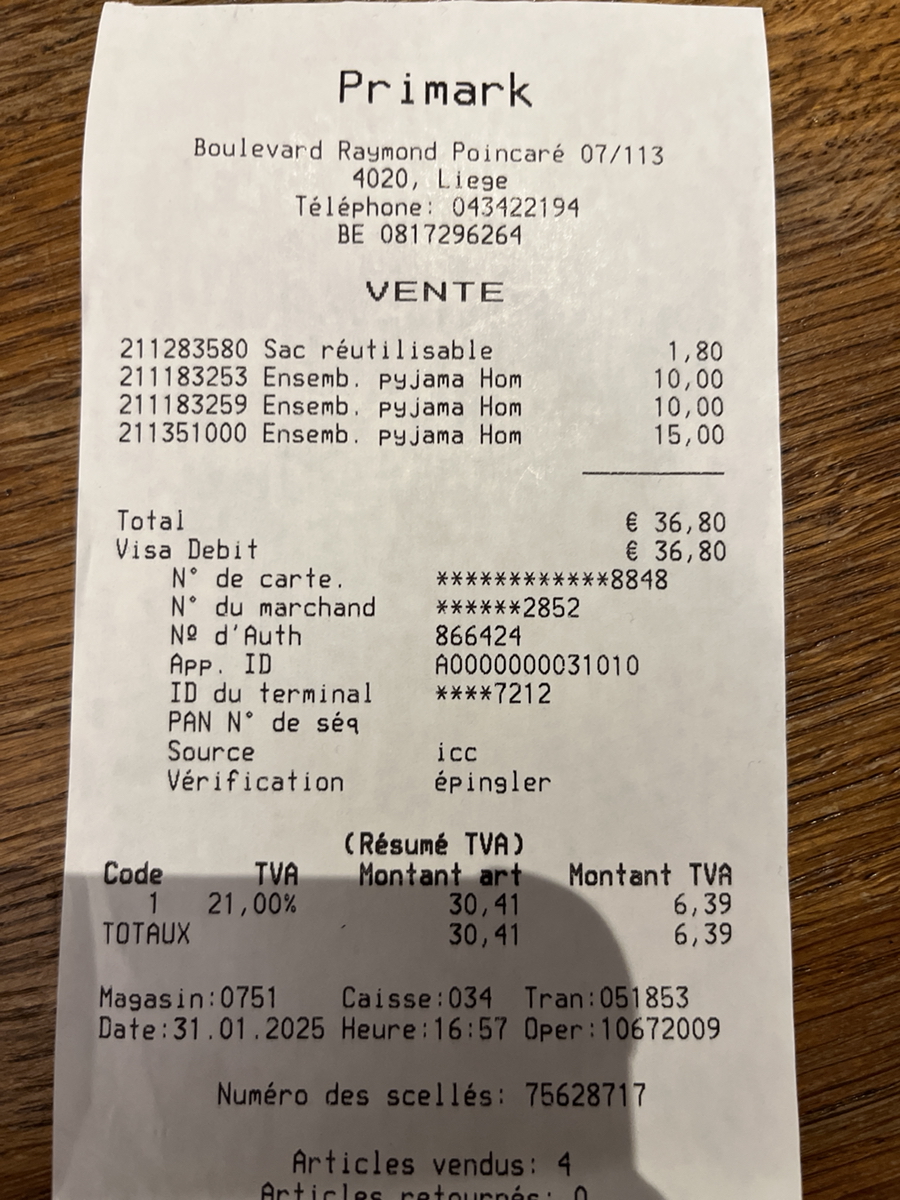 Primark
Boulevard Raymond Poincaré 07/113
4020, Liege
Téléphone: 043422194
BE 0817296264
VENTE
211283580 Sac réutilisable 1,80
211183253 Ensemb. pyjama Hom 10,00
211183259 Ensemb. pyjama Hom 10,00
211351000 Ensemb. pyjama Hom 15,00
Total € 36,80
Visa Debit € 36,80
N° de carte. ************8848
N° du marchand ******2852
Nº d'Auth 866424
App. ID A0000000031010
ID du terminal ****7212
PAN N° de séq
Source icc
Vérification épingler
(Résumé TVA)
Code TVA Montant art Montant TVA
1 21,00% 30,41 6,39
TOTAUX 30,41 6,39
Magasin:0751 Caisse:034 Tran:051853
Date:31.01.2025 Heure:16:57 Oper:10672009
Numéro des scellés: 75628717
Articles vendus: 4
Articles retournés: 0